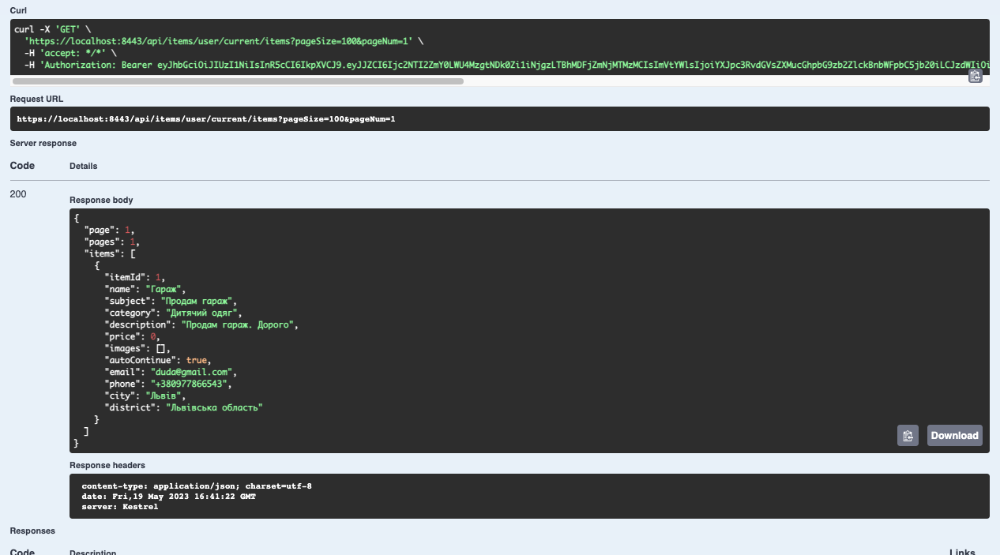 Curl
curl -X 'GET' \
'https://localhost:8443/api/items/user/current/items?pageSize=100&pageNum=1' \
-H 'accept: */*' \
-H 'Authorization: Bearer
Request URL
https://localhost:8443/api/items/user/current/items?pageSize=100&pageNum=1
Server response
Code Details
200
Response body
{
"page": 1,
"pages": 1,
"items": [
{
"itemId": 1,
"name": "Гараж",
"subject": "Продам гараж",
"category": "Дитячий одяг",
"description": "Продам гараж. Дорого",
"price": 0,
"images": [],
"autoContinue": true,
"email": "duda@gmail.com",
"phone": "+380977866543",
"city": "Львів",
"district": "Львівська область"
}
]
}
Download
Response headers
content-type: application/json; charset=utf-8
date: Fri,19 May 2023 16:41:22 GMT
server: Kestrel
Responses
Code Description Links